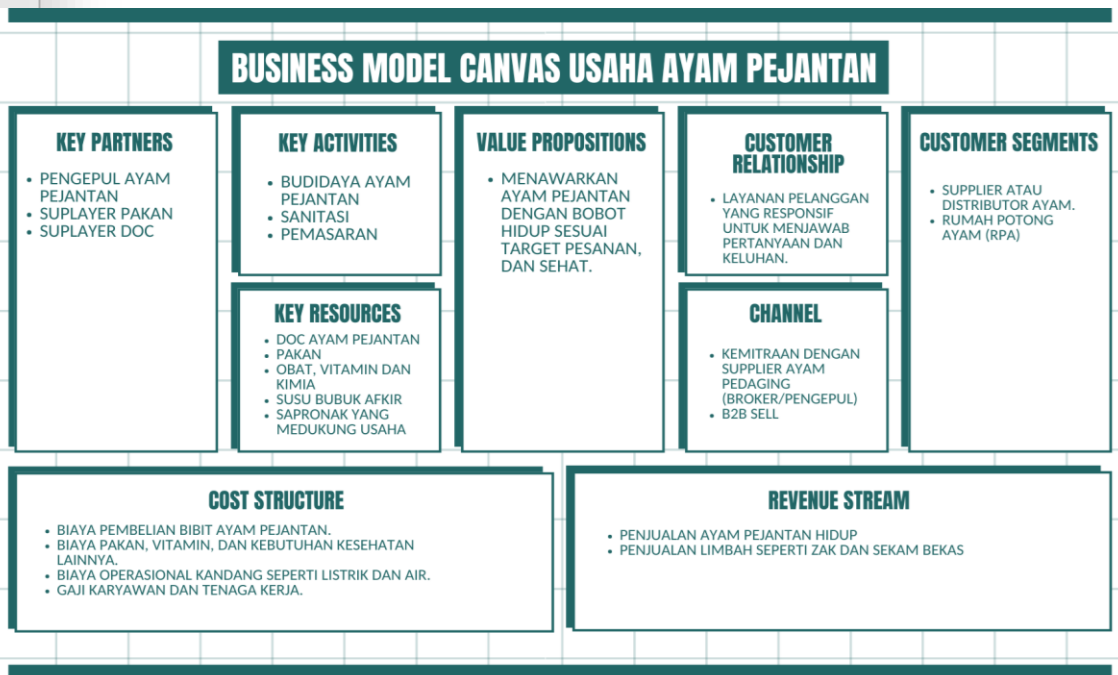 BUSINESS MODEL CANVAS USAHA AYAM PEJANTAN
KEY PARTNERS
• PENGEPUL AYAM
PEJANTAN
• SUPLAYER PAKAN
• SUPLAYER DOC
KEY ACTIVITIES
• BUDIDAYA AYAM
PEJANTAN
• SANITASI
• PEMASARAN
KEY RESOURCES
• DOC AYAM PEJANTAN
• PAKAN
• OBAT, VITAMIN DAN
KIMIA
• SUSU BUBUK AFKIR
• SAPRONAK YANG
MEDUKUNG USAHA
VALUE PROPOSITIONS
• MENAWARKAN
AYAM PEJANTAN
DENGAN BOBOT
HIDUP SESUAI
TARGET PESANAN,
DAN SEHAT.
CUSTOMER
RELATIONSHIP
• LAYANAN PELANGGAN
YANG RESPONSIF
UNTUK MENJAWAB
PERTANYAAN DAN
KELUHAN.
CHANNEL
• KEMITRAAN DENGAN
SUPPLIER AYAM
PEDAGING
(BROKER/PENGEPUL)
• B2B SELL
CUSTOMER SEGMENTS
• SUPPLIER ATAU
DISTRIBUTOR AYAM.
• RUMAH POTONG
AYAM (RPA)
COST STRUCTURE
• BIAYA PEMBELIAN BIBIT AYAM PEJANTAN.
• BIAYA PAKAN, VITAMIN, DAN KEBUTUHAN KESEHATAN
LAINNYA.
• BIAYA OPERASIONAL KANDANG SEPERTI LISTRIK DAN AIR.
• GAJI KARYAWAN DAN TENAGA KERJA.
REVENUE STREAM
• PENJUALAN AYAM PEJANTAN HIDUP
• PENJUALAN LIMBAH SEPERTI ZAK DAN SEKAM BEKAS